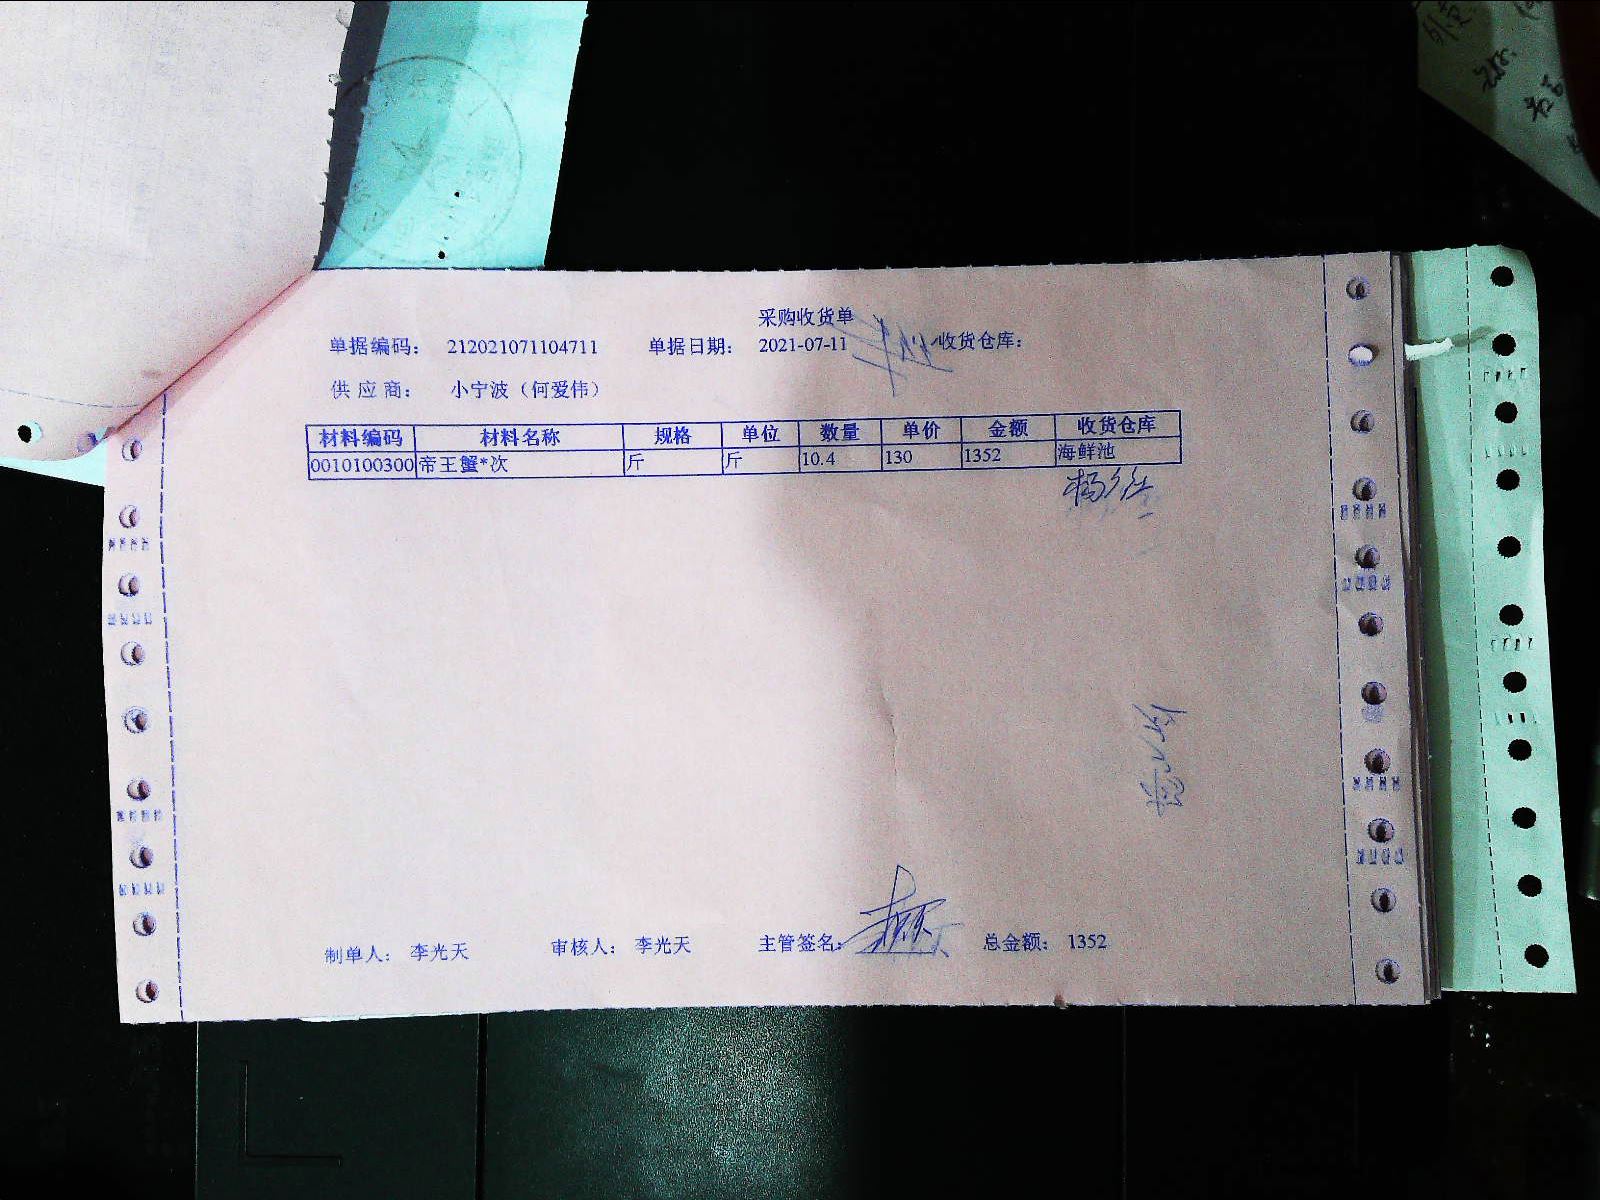 采购收货单
单据编码： 212021071104711 单据日期： 2021-07-11 收货仓库：
供应商： 小宁波（何爱伟）
材料编码 材料名称 规格 单位 数量 单价 金额 收货仓库
0010100300 帝王蟹*次 斤 斤 10.4 130 1352 海鲜池
制单人： 李光天 审核人： 李光天 主管签名： 总金额： 1352